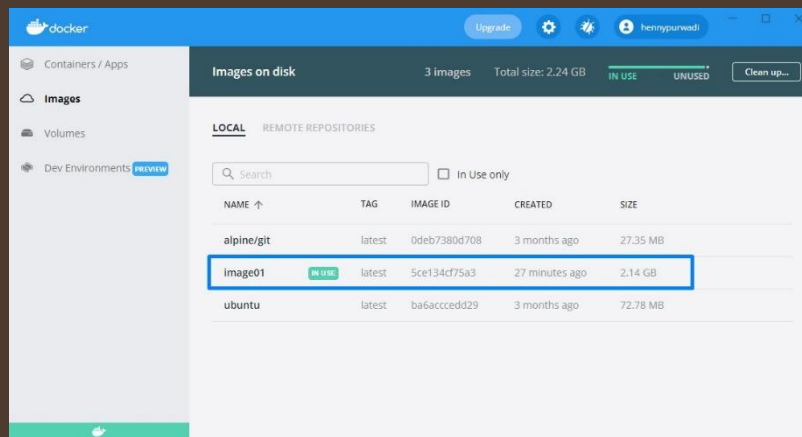 docker
Upgrade
hennypurwadi
Containers / Apps
Images
Volumes
Dev Environments PREVIEW
Images on disk 3 images Total size: 2.24 GB IN USE UNUSED Clean up...
LOCAL REMOTE REPOSITORIES
Search In Use only
NAME TAG IMAGE ID CREATED SIZE
alpine/git latest 0deb7380d708 3 months ago 27.35 MB
image01 IN USE latest 5ce134cf75a3 27 minutes ago 2.14 GB
ubuntu latest ba6acccedd29 3 months ago 72.78 MB